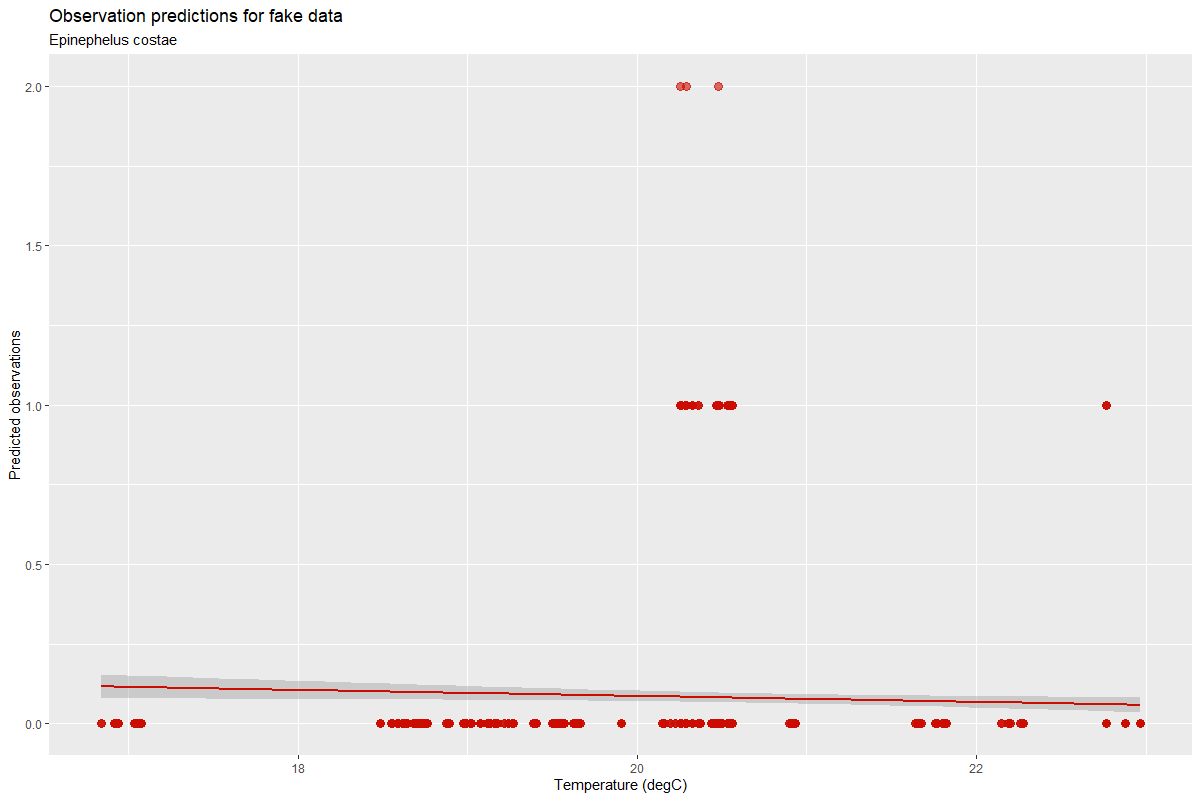 Observation predictions for fake data
Epinephelus costae
2.0
1.5
1.0
0.5
0.0
Predicted observations
18
20
22
Temperature (degC)